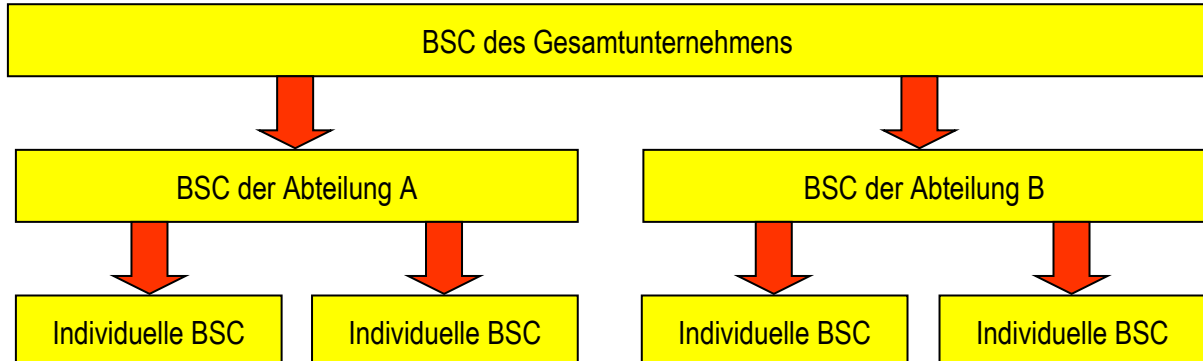 BSC des Gesamtunternehmens
BSC der Abteilung A
BSC der Abteilung B
Individuelle BSC
Individuelle BSC
Individuelle BSC
Individuelle BSC